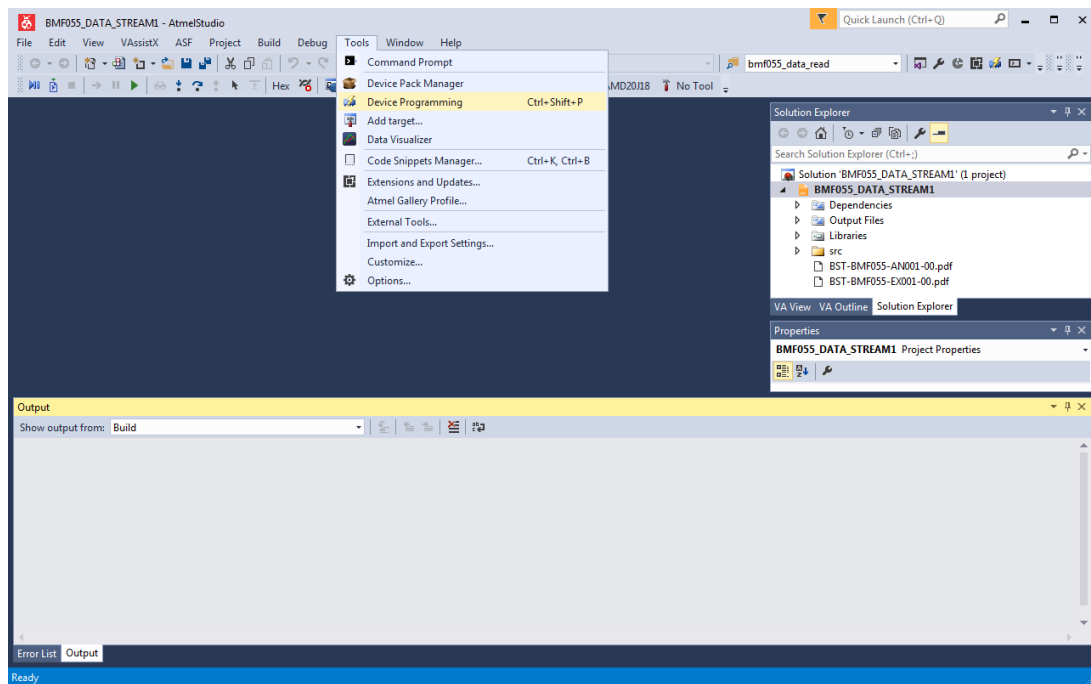 BMF055_DATA_STREAM1 - AtmelStudio
Quick Launch (Ctrl+Q)
File Edit View VAssistX ASF Project Build Debug Tools Window Help
bmf055_data_read
Hex
MD20J18 No Tool
Command Prompt
Device Pack Manager
Device Programming Ctrl+Shift+P
Add target...
Data Visualizer
Code Snippets Manager... Ctrl+K, Ctrl+B
Extensions and Updates...
Atmel Gallery Profile...
External Tools...
Import and Export Settings...
Customize...
Options...
Solution Explorer
Search Solution Explorer (Ctrl+;)
Solution 'BMF055_DATA_STREAM1' (1 project)
BMF055_DATA_STREAM1
Dependencies
Output Files
Libraries
src
BST-BMF055-AN001-00.pdf
BST-BMF055-EX001-00.pdf
VA View VA Outline Solution Explorer
Properties
BMF055_DATA_STREAM1 Project Properties
Output
Show output from: Build
Error List Output
Ready